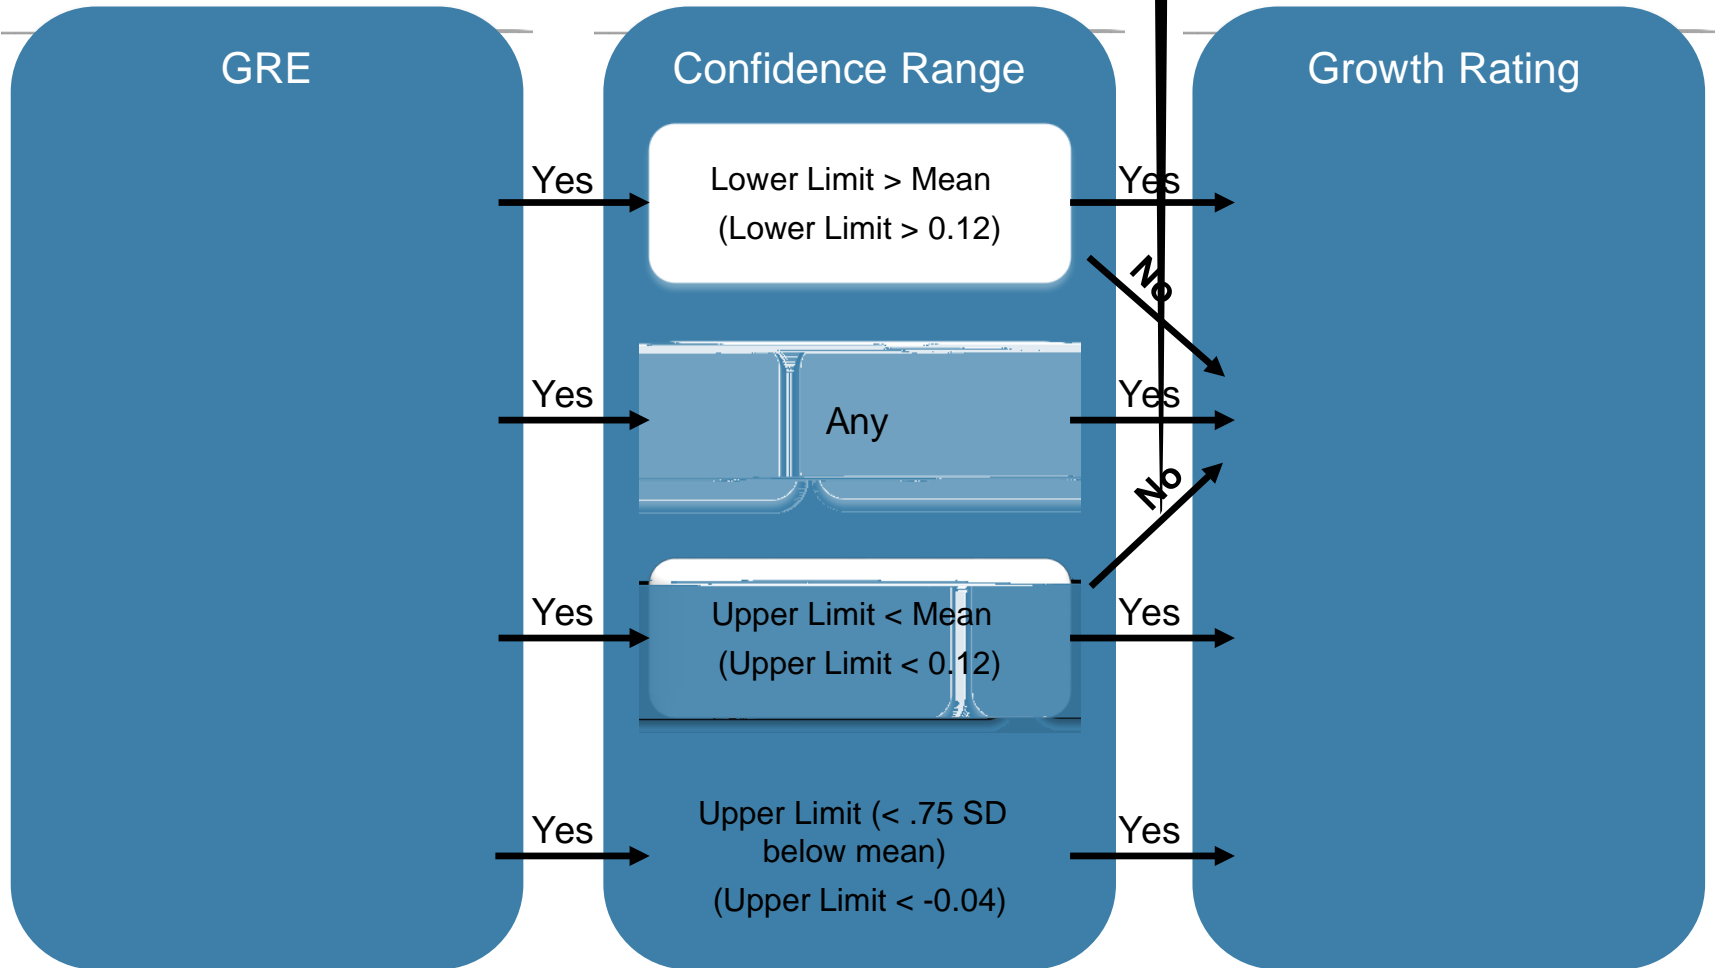 GRE
Confidence Range
Growth Rating
Yes
Lower Limit > Mean
(Lower Limit > 0.12)
Yes
No
Yes
Any
Yes
No
Yes
Upper Limit < Mean
(Upper Limit < 0.12)
Yes
Yes
Upper Limit (< .75 SD
below mean)
(Upper Limit < -0.04)
Yes